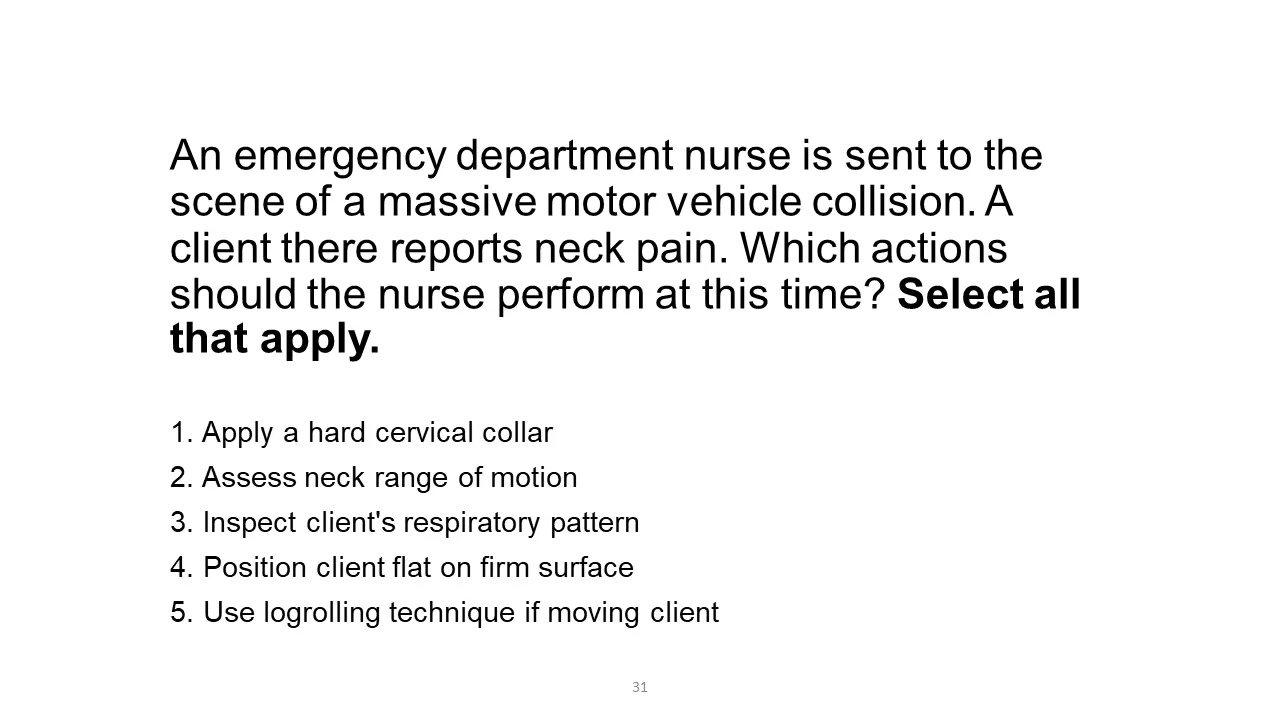 An emergency department nurse is sent to the
scene of a massive motor vehicle collision. A
client there reports neck pain. Which actions
should the nurse perform at this time? Select all
that apply.
1. Apply a hard cervical collar
2. Assess neck range of motion
3. Inspect client's respiratory pattern
4. Position client flat on firm surface
5. Use logrolling technique if moving client
31